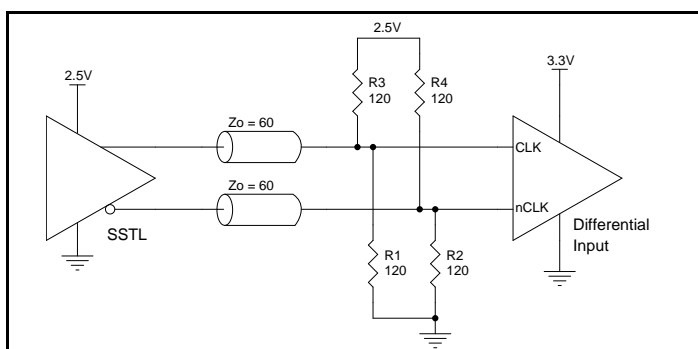 2.5V
2.5V
3.3V
R3
120
R4
120
Zo = 60
CLK
Zo = 60
nCLK
SSTL
Differential
Input
R1
120
R2
120